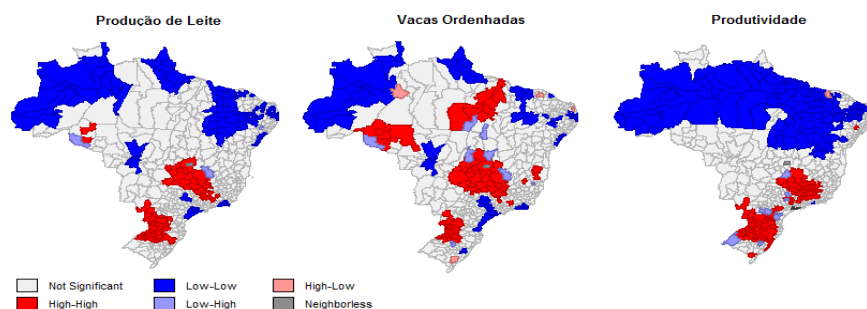 Produção de Leite Vacas Ordenhadas Produtividade
Not Significant Low-Low High-Low
High-High Low-High Neighborless